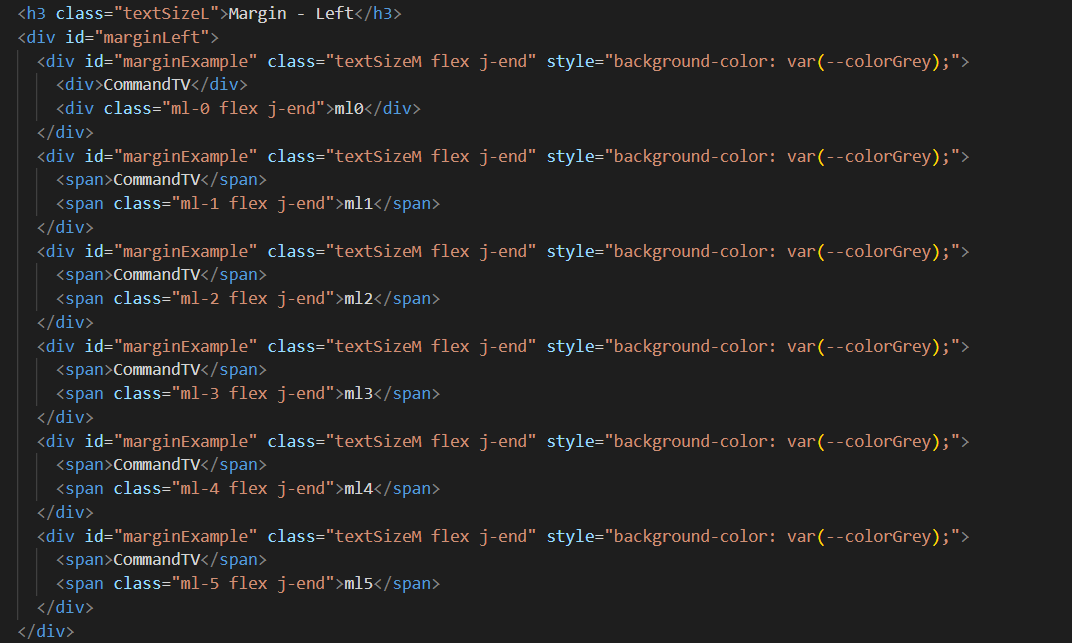 <h3 class="textSizeL">Margin - Left</h3>
<div id="marginLeft">
  <div id="marginExample" class="textSizeM flex j-end" style="background-color: var(--colorGrey);">
    <div>CommandTV</div>
    <div class="ml-0 flex j-end">ml0</div>
  </div>
  <div id="marginExample" class="textSizeM flex j-end" style="background-color: var(--colorGrey);">
    <span>CommandTV</span>
    <span class="ml-1 flex j-end">ml1</span>
  </div>
  <div id="marginExample" class="textSizeM flex j-end" style="background-color: var(--colorGrey);">
    <span>CommandTV</span>
    <span class="ml-2 flex j-end">ml2</span>
  </div>
  <div id="marginExample" class="textSizeM flex j-end" style="background-color: var(--colorGrey);">
    <span>CommandTV</span>
    <span class="ml-3 flex j-end">ml3</span>
  </div>
  <div id="marginExample" class="textSizeM flex j-end" style="background-color: var(--colorGrey);">
    <span>CommandTV</span>
    <span class="ml-4 flex j-end">ml4</span>
  </div>
  <div id="marginExample" class="textSizeM flex j-end" style="background-color: var(--colorGrey);">
    <span>CommandTV</span>
    <span class="ml-5 flex j-end">ml5</span>
  </div>
</div>